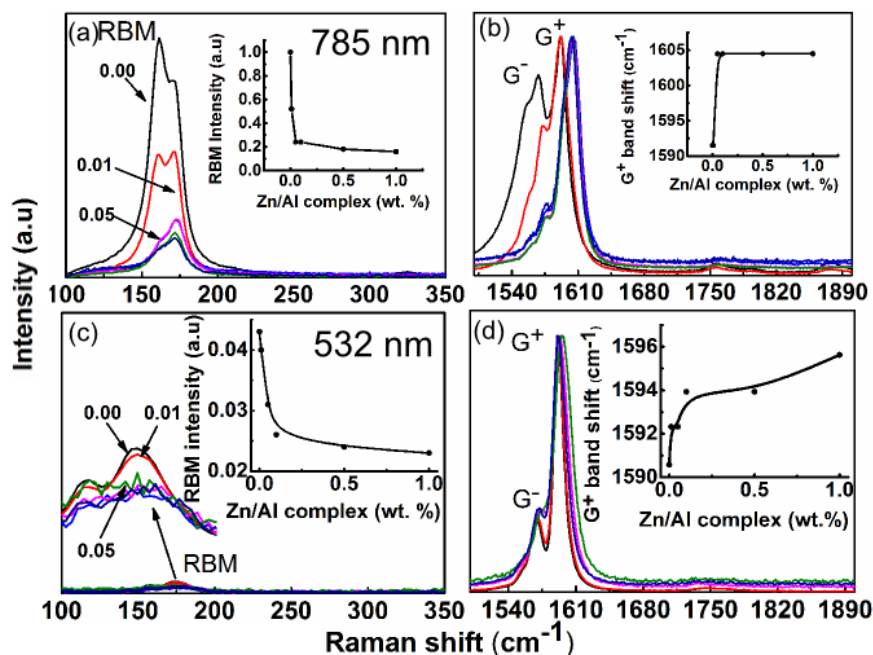 (a) RBM
785 nm
0.00
0.01
0.05
RBM Intensity (a.u)
1.0
0.8
0.6
0.4
0.2
0.0
0.0 0.5 1.0
Zn/Al complex (wt. %)
100 150 200 250 300 350
(b)
G⁺
G⁻
G⁺ band shift (cm⁻¹)
1605
1600
1595
1590
0.0 0.5 1.0
Zn/Al complex (wt. %)
1540 1610 1680 1750 1820 1890
Intensity (a.u)
(c)
532 nm
0.00 0.01
0.05
RBM
RBM intensity (a.u)
0.04
0.03
0.02
0.0 0.5 1.0
Zn/Al complex (wt.%)
100 150 200 250 300 350
(d) G⁺
G⁻
G⁺ band shift (cm⁻¹)
1596
1594
1592
1590
0.0 0.5 1.0
Zn/Al complex (wt.%)
1540 1610 1680 1750 1820 1890
Raman shift (cm⁻¹)